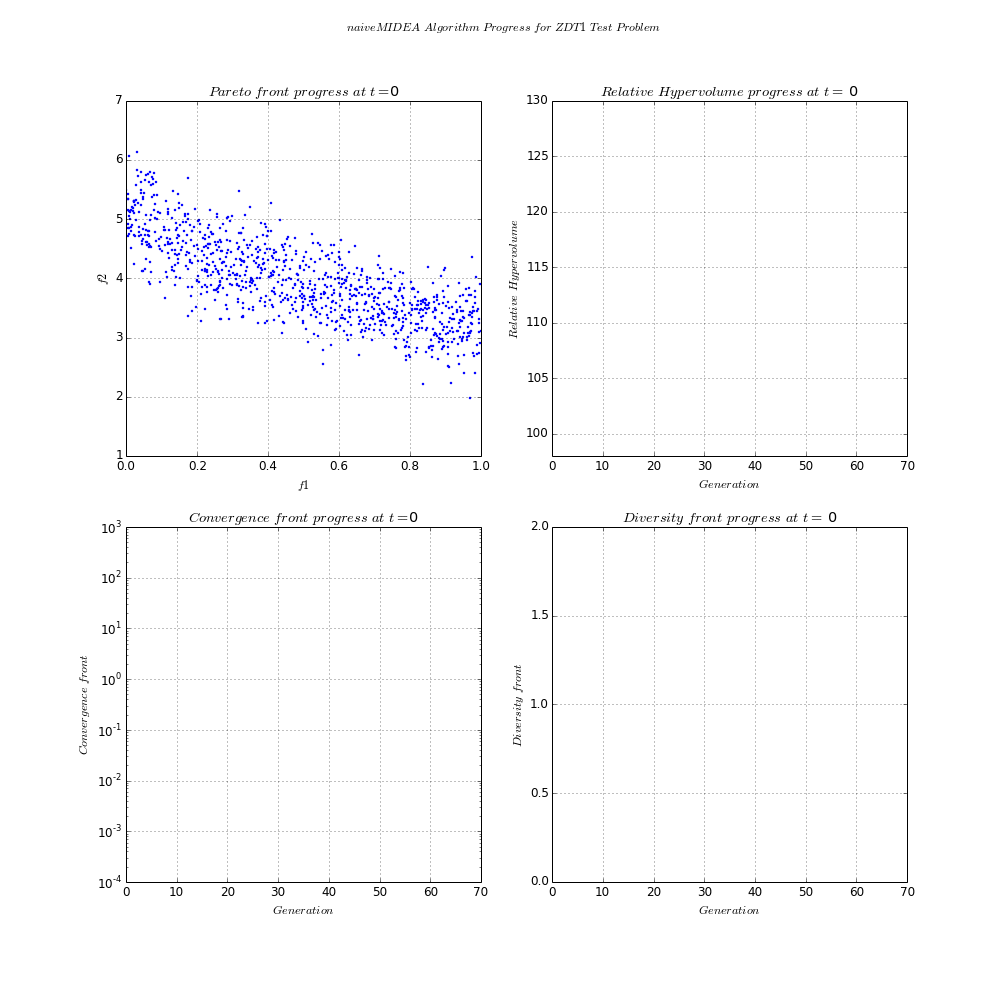 naiveMIDEA Algorithm Progress for ZDT1 Test Problem
Pareto front progress at t=0
7
6
5
4
3
2
1
f2
0.0 0.2 0.4 0.6 0.8 1.0
f1
Relative Hypervolume progress at t= 0
130
125
120
115
110
105
100
Relative Hypervolume
0 10 20 30 40 50 60 70
Generation
Convergence front progress at t=0
10^3
10^2
10^1
10^0
10^-1
10^-2
10^-3
10^-4
Convergence front
0 10 20 30 40 50 60 70
Generation
Diversity front progress at t= 0
2.0
1.5
1.0
0.5
0.0
Diversity front
0 10 20 30 40 50 60 70
Generation